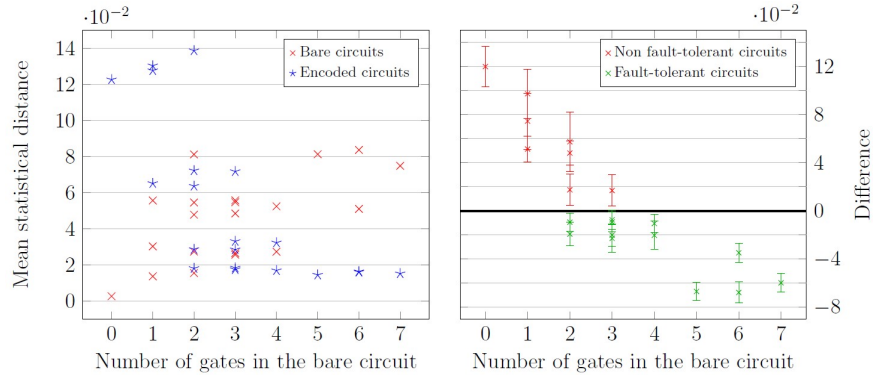 ·10⁻²
Mean statistical distance
14
12
10
8
6
4
2
0
Bare circuits
Encoded circuits
0 1 2 3 4 5 6 7
Number of gates in the bare circuit
·10⁻²
Non fault-tolerant circuits
Fault-tolerant circuits
12
8
4
0
−4
−8
Difference
0 1 2 3 4 5 6 7
Number of gates in the bare circuit